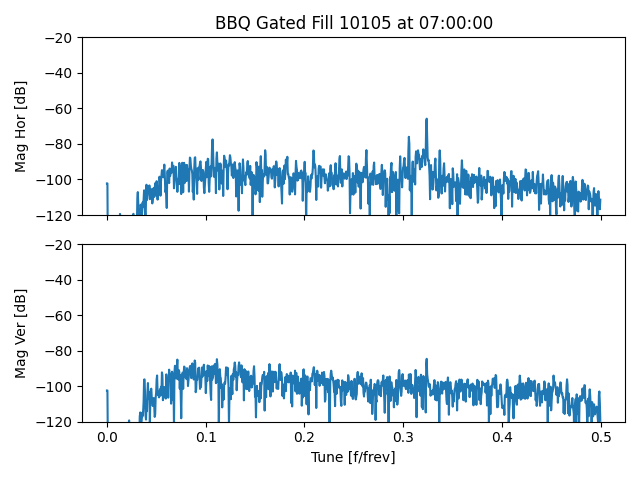 BBQ Gated Fill 10105 at 07:00:00
Mag Hor [dB]
−20
−40
−60
−80
−100
−120
Mag Ver [dB]
−20
−40
−60
−80
−100
−120
0.0 0.1 0.2 0.3 0.4 0.5
Tune [f/frev]